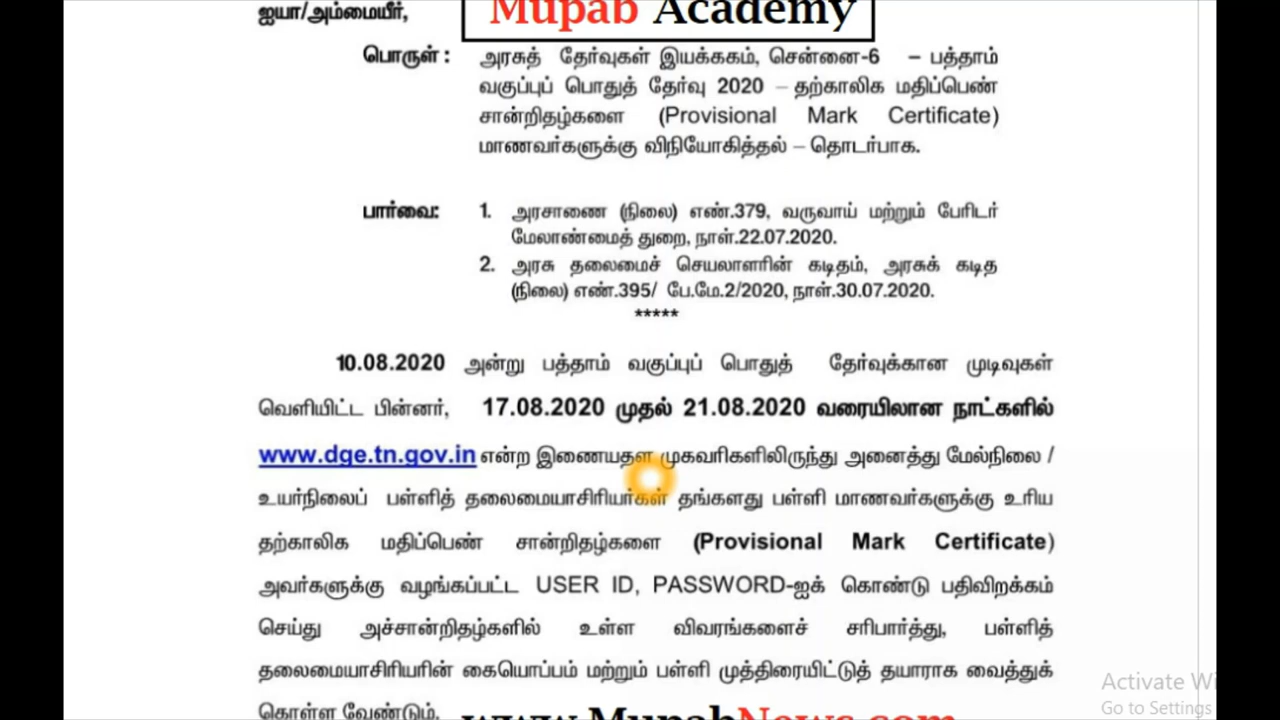 Mupab Academy
ஐயா/அம்மையீர்,
பொருள் : அரசுத் தேர்வுகள் இயக்ககம், சென்னை-6 – பத்தாம்
வகுப்புப் பொதுத் தேர்வு 2020 – தற்காலிக மதிப்பெண்
சான்றிதழ்களை (Provisional Mark Certificate)
மாணவர்களுக்கு விநியோகித்தல் – தொடர்பாக.
பார்வை: 1. அரசாணை (நிலை) எண்.379, வருவாய் மற்றும் பேரிடர்
மேலாண்மைத் துறை, நாள்.22.07.2020.
2. அரசு தலைமைச் செயலாளரின் கடிதம், அரசுக் கடித
(நிலை) எண்.395/ பே.மே.2/2020, நாள்.30.07.2020.
*****
10.08.2020 அன்று பத்தாம் வகுப்புப் பொதுத் தேர்வுக்கான முடிவுகள்
வெளியிட்ட பின்னர், 17.08.2020 முதல் 21.08.2020 வரையிலான நாட்களில்
www.dge.tn.gov.in என்ற இணையதள முகவரிகளிலிருந்து அனைத்து மேல்நிலை /
உயர்நிலைப் பள்ளித் தலைமையாசிரியர்கள் தங்களது பள்ளி மாணவர்களுக்கு உரிய
தற்காலிக மதிப்பெண் சான்றிதழ்களை (Provisional Mark Certificate)
அவர்களுக்கு வழங்கப்பட்ட USER ID, PASSWORD-ஐக் கொண்டு பதிவிறக்கம்
செய்து அச்சான்றிதழ்களில் உள்ள விவரங்களைச் சரிபார்த்து, பள்ளித்
தலைமையாசிரியரின் கையொப்பம் மற்றும் பள்ளி முத்திரையிட்டுத் தயாராக வைத்துக்
கொள்ள வேண்டும்.
www.MupabNews.com
Activate Wi
Go to Settings